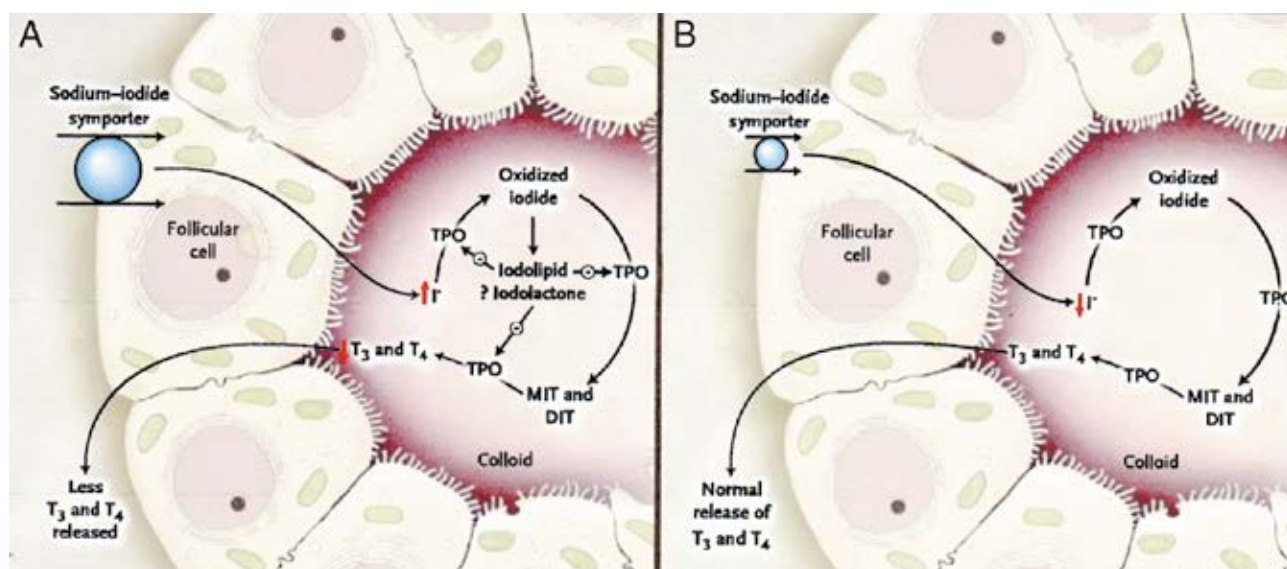 A
Sodium–iodide
symporter
Follicular
cell
Oxidized
iodide
TPO
Iodolipid
TPO
? Iodolactone
I-
T3 and T4
TPO
MIT and
DIT
Colloid
Less
T3 and T4
released
B
Sodium–iodide
symporter
Follicular
cell
Oxidized
iodide
TPO
I-
TPO
T3 and T4
TPO
MIT and
DIT
Colloid
Normal
release of
T3 and T4